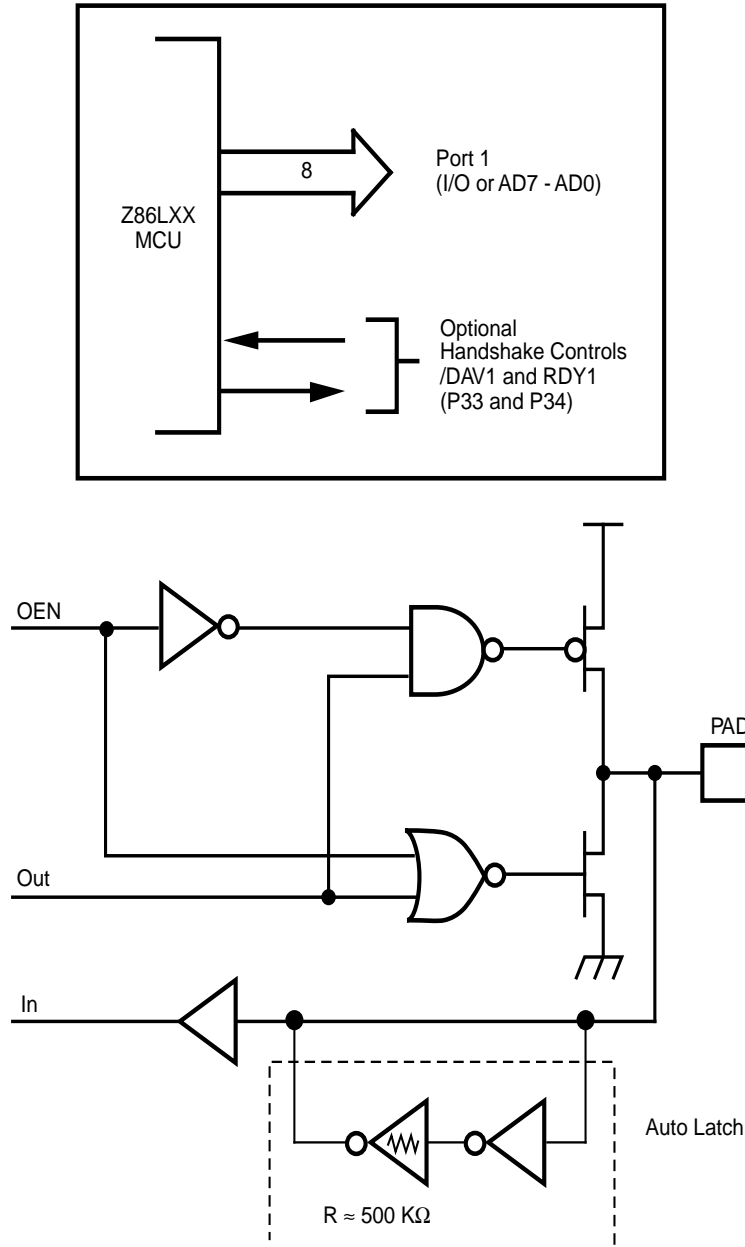 8
Port 1
(I/O or AD7 - AD0)
Z86LXX
MCU
Optional
Handshake Controls
/DAV1 and RDY1
(P33 and P34)
OEN
PAD
Out
In
Auto Latch
R ≈ 500 KΩ